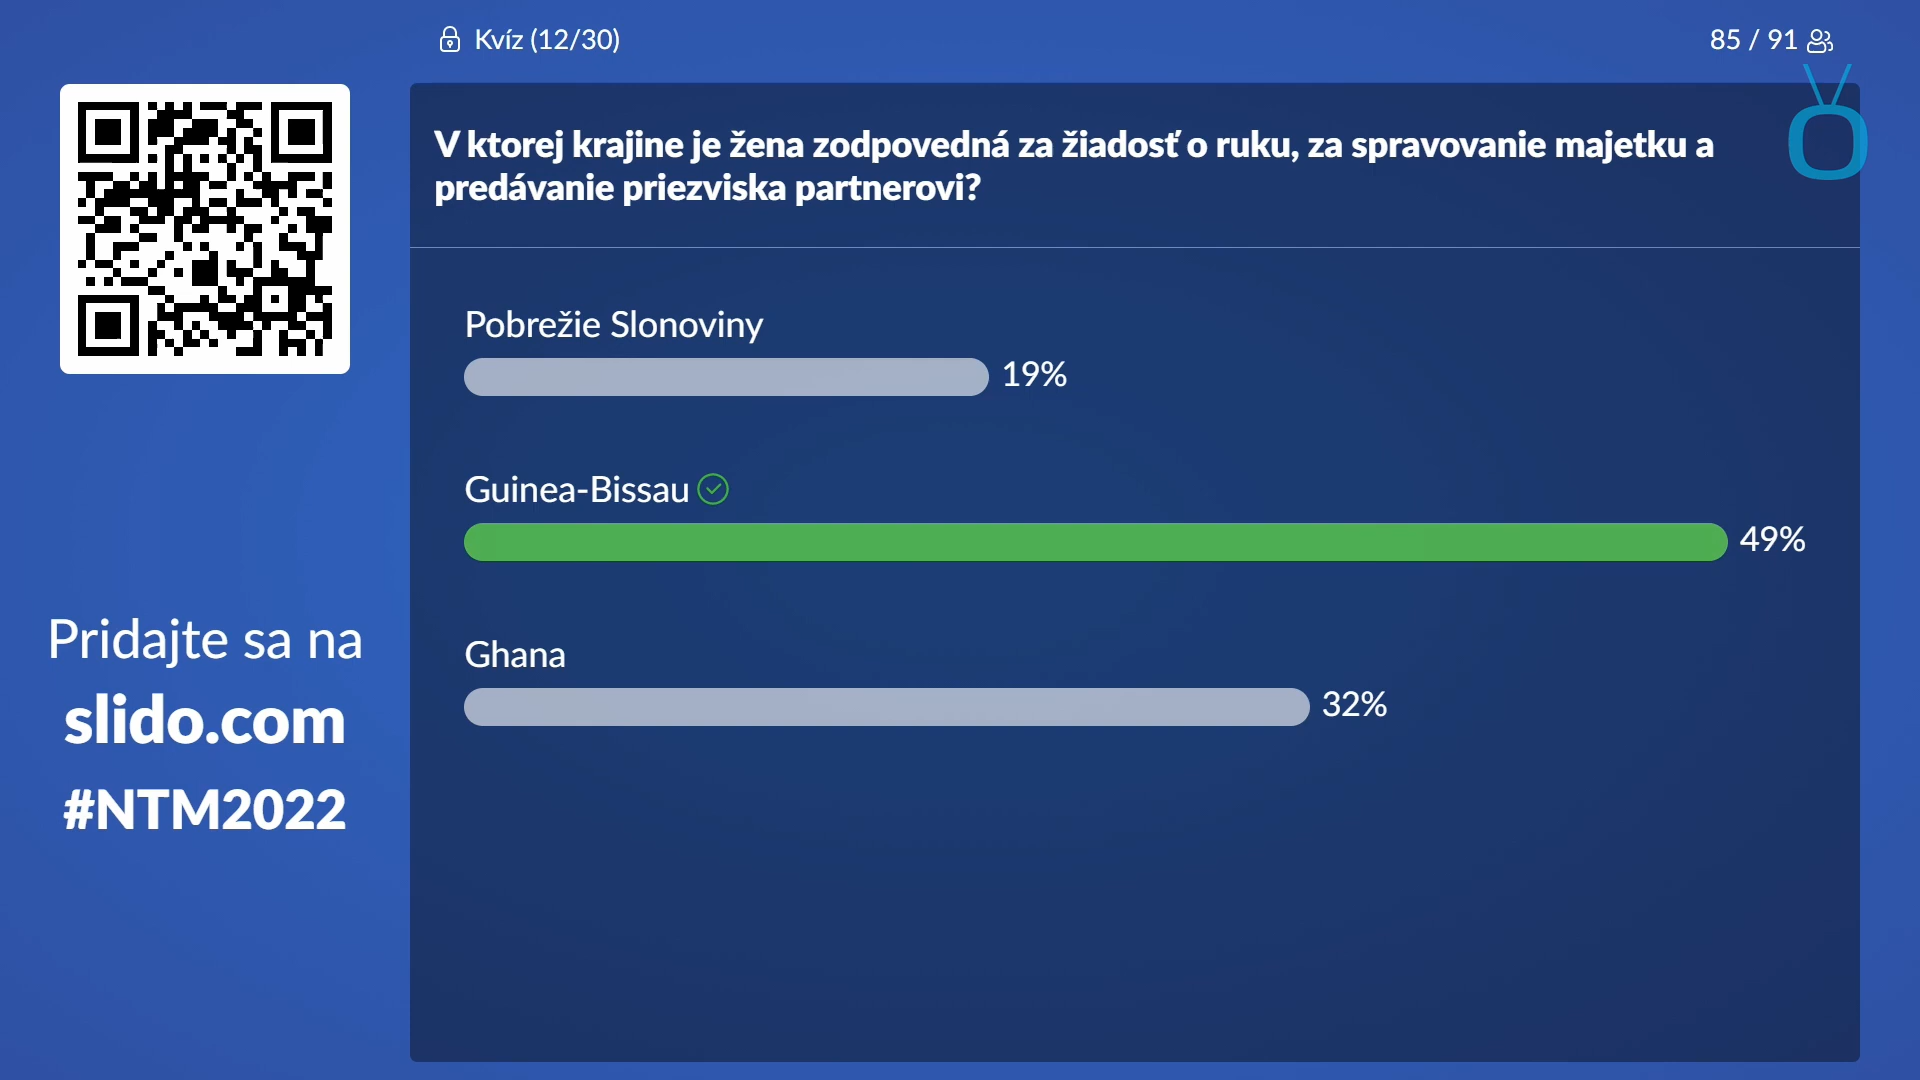 Kvíz (12/30)
85 / 91
V ktorej krajine je žena zodpovedná za žiadosť o ruku, za spravovanie majetku a
predávanie priezviska partnerovi?
Pobrežie Slonoviny
19%
Guinea-Bissau
49%
Ghana
32%
Pridajte sa na
slido.com
#NTM2022